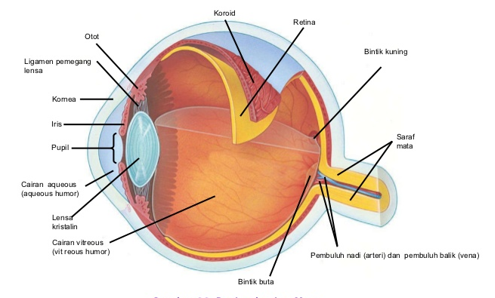 Koroid
Retina
Otot
Bintik kuning
Ligamen pemegang
lensa
Kornea
Iris
Pupil
Saraf
mata
Cairan aqueous
(aqueous humor)
Lensa
kristalin
Cairan vitreous
(vit reous humor)
Pembuluh nadi (arteri) dan pembuluh balik (vena)
Bintik buta